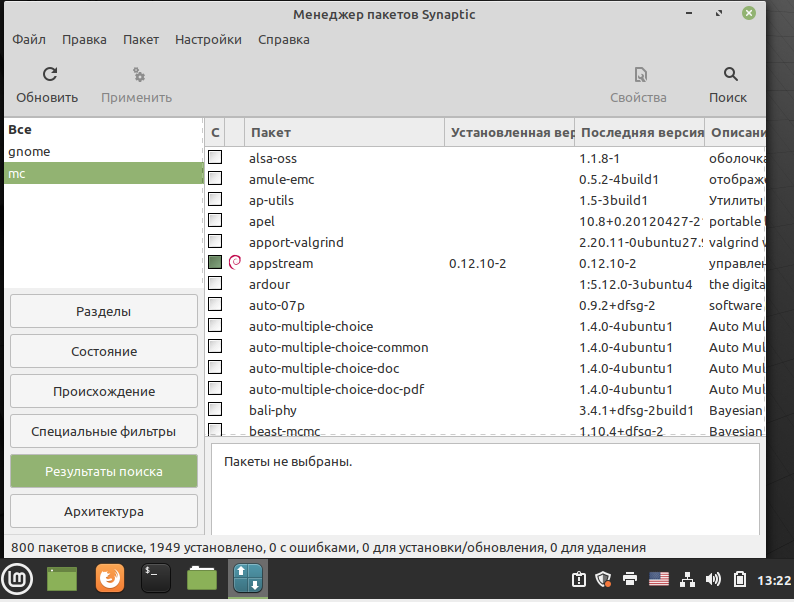 Менеджер пакетов Synaptic
Файл Правка Пакет Настройки Справка
Обновить Применить Свойства Поиск
Все
gnome
mc
Разделы
Состояние
Происхождение
Специальные фильтры
Результаты поиска
Архитектура
С Пакет Установленная вер Последняя версия Описани
alsa-oss 1.1.8-1 оболочка
amule-emc 0.5.2-4build1 отображе
ap-utils 1.5-3build1 Утилиты
apel 10.8+0.20120427-2 portable
apport-valgrind 2.20.11-0ubuntu27. valgrind
appstream 0.12.10-2 0.12.10-2 управлен
ardour 1:5.12.0-3ubuntu4 the digita
auto-07p 0.9.2+dfsg-2 software
auto-multiple-choice 1.4.0-4ubuntu1 Auto Mul
auto-multiple-choice-common 1.4.0-4ubuntu1 Auto Mul
auto-multiple-choice-doc 1.4.0-4ubuntu1 Auto Mul
auto-multiple-choice-doc-pdf 1.4.0-4ubuntu1 Auto Mul
bali-phy 3.4.1+dfsg-2build1 Bayesian
beast-mcmc 1.10.4+dfsg-2 Bayesian
Пакеты не выбраны.
800 пакетов в списке, 1949 установлено, 0 с ошибками, 0 для установки/обновления, 0 для удаления
13:22